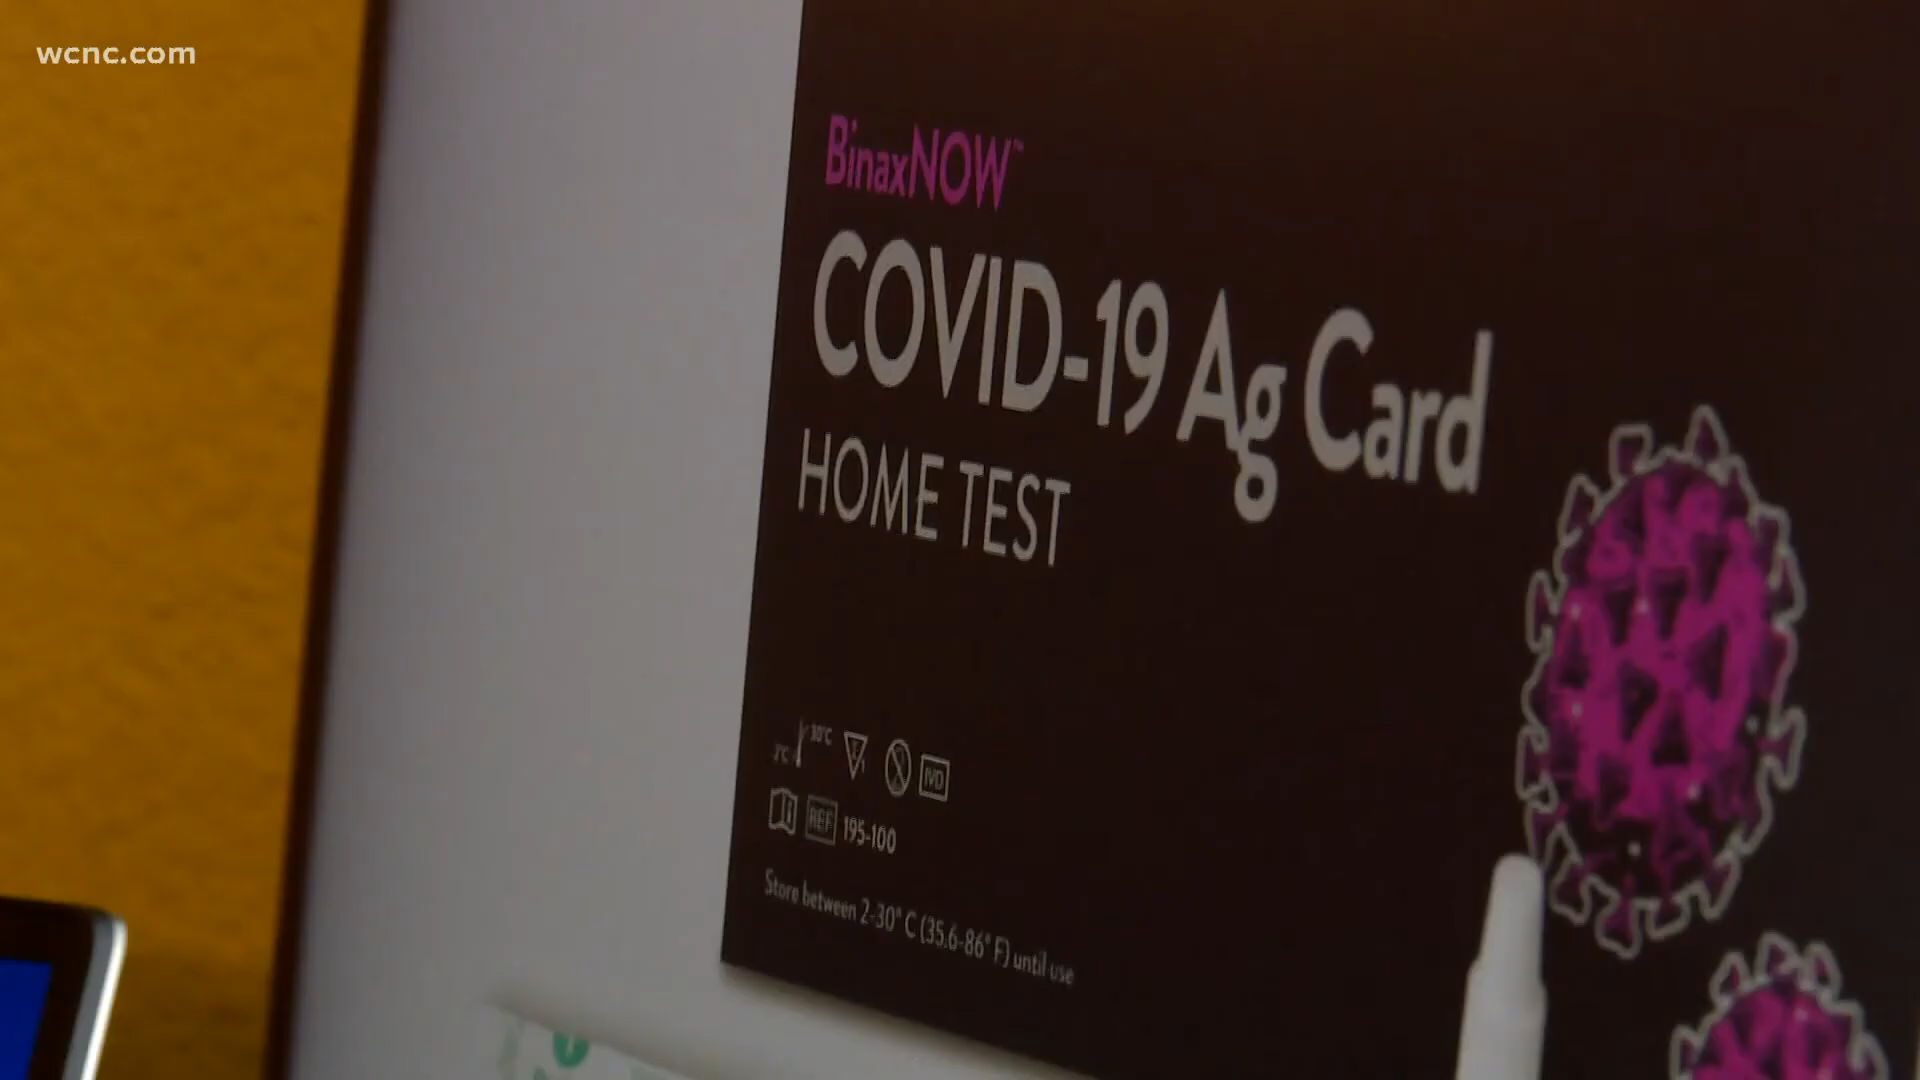 wcnc.com
BinaxNOW™
COVID-19 Ag Card
HOME TEST
30°C
2°C
IVD
REF 195-100
Store between 2-30° C (35.6-86° F) until use